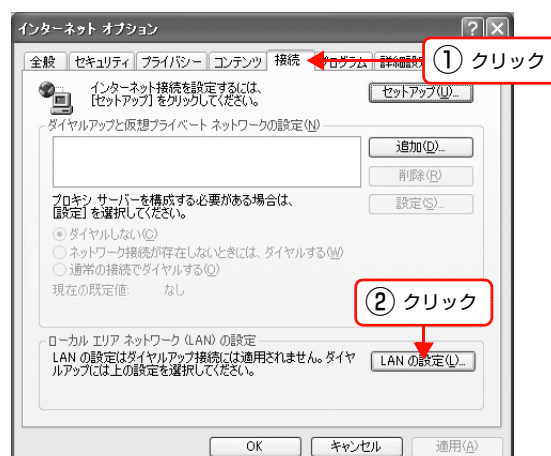 インターネット オプション
全般 セキュリティ プライバシー コンテンツ 接続 プログラム
① クリック
インターネット接続を設定するには、
[セットアップ] をクリックしてください。
セットアップ(U)...
ダイヤルアップと仮想プライベート ネットワークの設定(N)
追加(D)...
削除(R)
プロキシ サーバーを構成する必要がある場合は、
[設定] を選択してください。
設定(S)...
ダイヤルしない(C)
ネットワーク接続が存在しないときには、ダイヤルする(W)
通常の接続でダイヤルする(O)
現在の既定値: なし
② クリック
ローカル エリア ネットワーク (LAN) の設定
LAN の設定はダイヤルアップ接続には適用されません。ダイヤ
ルアップには上の設定を選択してください。
LAN の設定(L)...
OK キャンセル 適用(A)